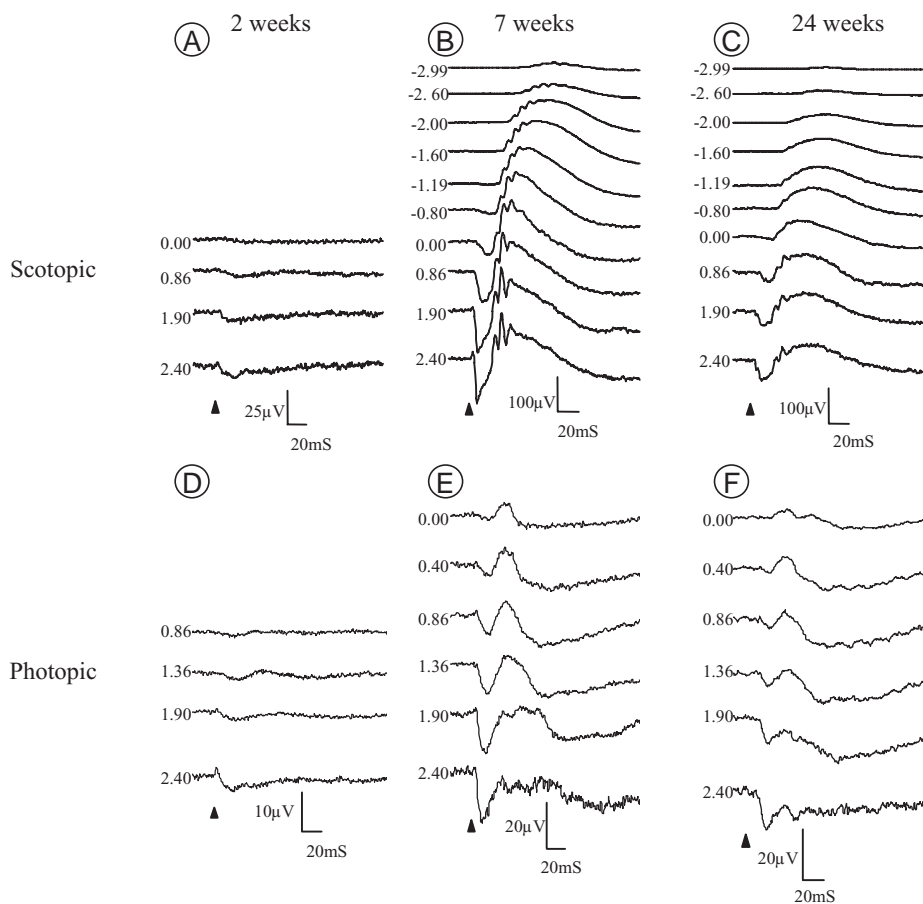 A 2 weeks
B 7 weeks
C 24 weeks
Scotopic
0.00
0.86
1.90
2.40
25µV
20mS
-2.99
-2. 60
-2.00
-1.60
-1.19
-0.80
0.00
0.86
1.90
2.40
100µV
20mS
-2.99
-2. 60
-2.00
-1.60
-1.19
-0.80
0.00
0.86
1.90
2.40
100µV
20mS
Photopic
D
0.86
1.36
1.90
2.40
10µV
20mS
E
0.00
0.40
0.86
1.36
1.90
2.40
20µV
20mS
F
0.00
0.40
0.86
1.36
1.90
2.40
20µV
20mS